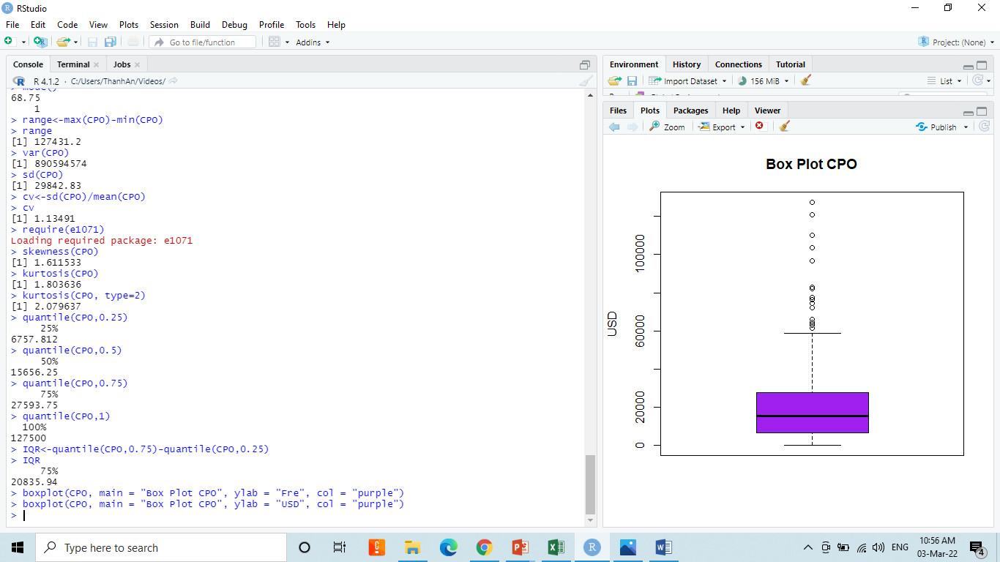 RStudio
File Edit Code View Plots Session Build Debug Profile Tools Help
Go to file/function Addins Project: (None)
Console Terminal Jobs
R 4.1.2 · C:/Users/ThanhAn/Videos/
68.75
1
> range<-max(CPO)-min(CPO)
> range
[1] 127431.2
> var(CPO)
[1] 890594574
> sd(CPO)
[1] 29842.83
> cv<-sd(CPO)/mean(CPO)
> cv
[1] 1.13491
> require(e1071)
Loading required package: e1071
> skewness(CPO)
[1] 1.611533
> kurtosis(CPO)
[1] 1.803636
> kurtosis(CPO, type=2)
[1] 2.079637
> quantile(CPO,0.25)
25%
6757.812
> quantile(CPO,0.5)
50%
15656.25
> quantile(CPO,0.75)
75%
27593.75
> quantile(CPO,1)
100%
127500
> IQR<-quantile(CPO,0.75)-quantile(CPO,0.25)
> IQR
75%
20835.94
> boxplot(CPO, main = "Box Plot CPO", ylab = "Fre", col = "purple")
> boxplot(CPO, main = "Box Plot CPO", ylab = "USD", col = "purple")
>
Environment History Connections Tutorial
Import Dataset 156 MiB List
Files Plots Packages Help Viewer
Zoom Export Publish
Box Plot CPO
USD
100000
60000
20000
0
Type here to search
ENG
10:56 AM
03-Mar-22
4